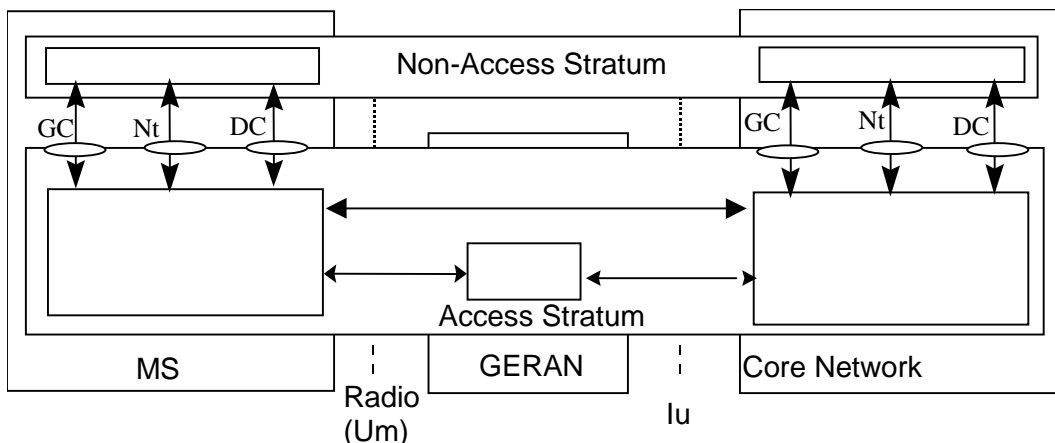 Non-Access Stratum
GC
Nt
DC
GC
Nt
DC
Access Stratum
MS
GERAN
Core Network
Radio
(Um)
Iu